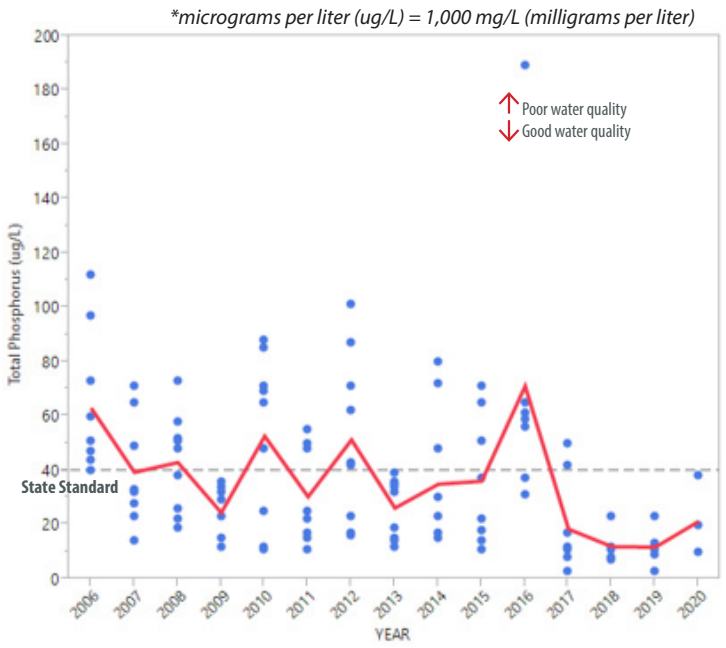 *micrograms per liter (ug/L) = 1,000 mg/L (milligrams per liter)
200
180
Poor water quality
Good water quality
160
140
120
100
80
60
40
State Standard
20
0
Total Phosphorus (ug/L)
2006 2007 2008 2009 2010 2011 2012 2013 2014 2015 2016 2017 2018 2019 2020
YEAR